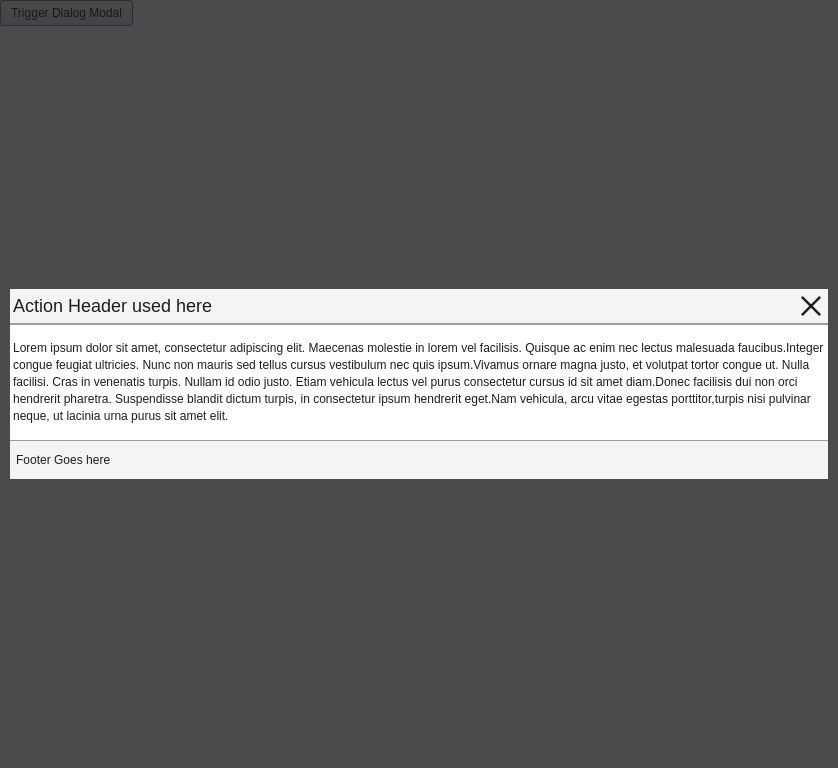 Trigger Dialog Modal
Action Header used here
Lorem ipsum dolor sit amet, consectetur adipiscing elit. Maecenas molestie in lorem vel facilisis. Quisque ac enim nec lectus malesuada faucibus.Integer
congue feugiat ultricies. Nunc non mauris sed tellus cursus vestibulum nec quis ipsum.Vivamus ornare magna justo, et volutpat tortor congue ut. Nulla
facilisi. Cras in venenatis turpis. Nullam id odio justo. Etiam vehicula lectus vel purus consectetur cursus id sit amet diam.Donec facilisis dui non orci
hendrerit pharetra. Suspendisse blandit dictum turpis, in consectetur ipsum hendrerit eget.Nam vehicula, arcu vitae egestas porttitor,turpis nisi pulvinar
neque, ut lacinia urna purus sit amet elit.
Footer Goes here